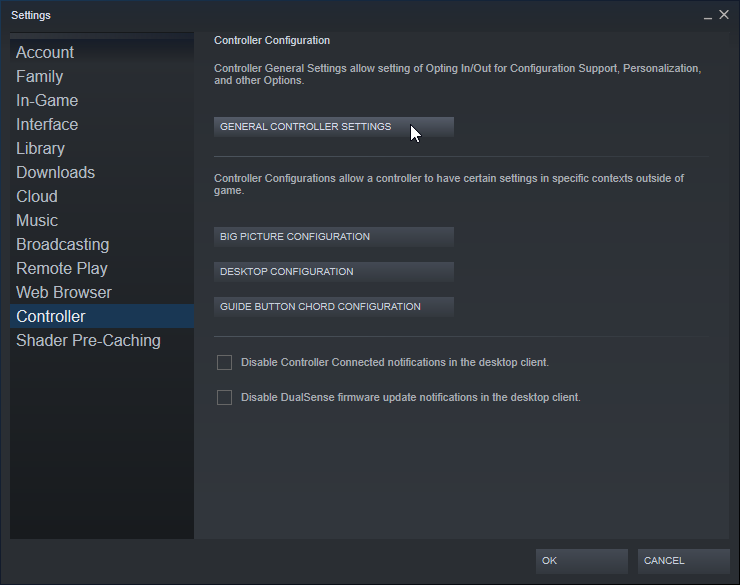 Settings
Account
Family
In-Game
Interface
Library
Downloads
Cloud
Music
Broadcasting
Remote Play
Web Browser
Controller
Shader Pre-Caching
Controller Configuration
Controller General Settings allow setting of Opting In/Out for Configuration Support, Personalization,
and other Options.
GENERAL CONTROLLER SETTINGS
Controller Configurations allow a controller to have certain settings in specific contexts outside of
game.
BIG PICTURE CONFIGURATION
DESKTOP CONFIGURATION
GUIDE BUTTON CHORD CONFIGURATION
Disable Controller Connected notifications in the desktop client.
Disable DualSense firmware update notifications in the desktop client.
OK
CANCEL